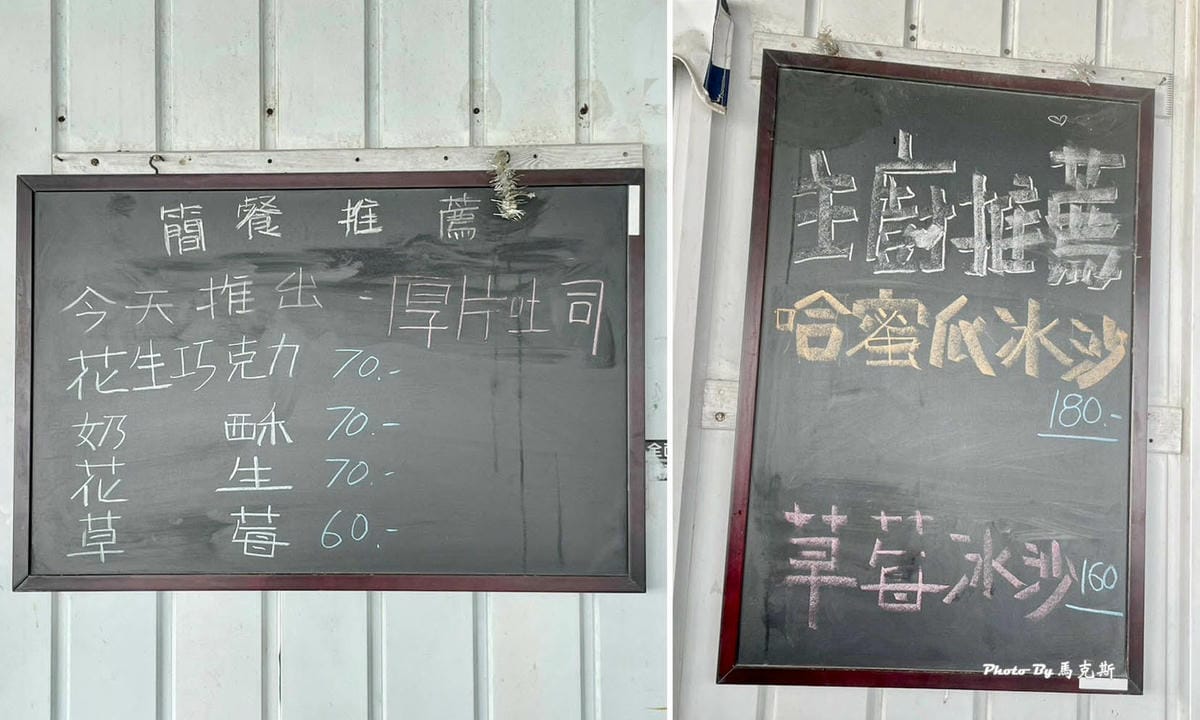 簡餐推薦
今天推出-厚片吐司
花生巧克力 70.-
奶酥 70.-
花生 70.-
草莓 60.-
主廚推薦
哈蜜瓜冰沙
180.-
草莓冰沙 160
Photo By 馬克斯